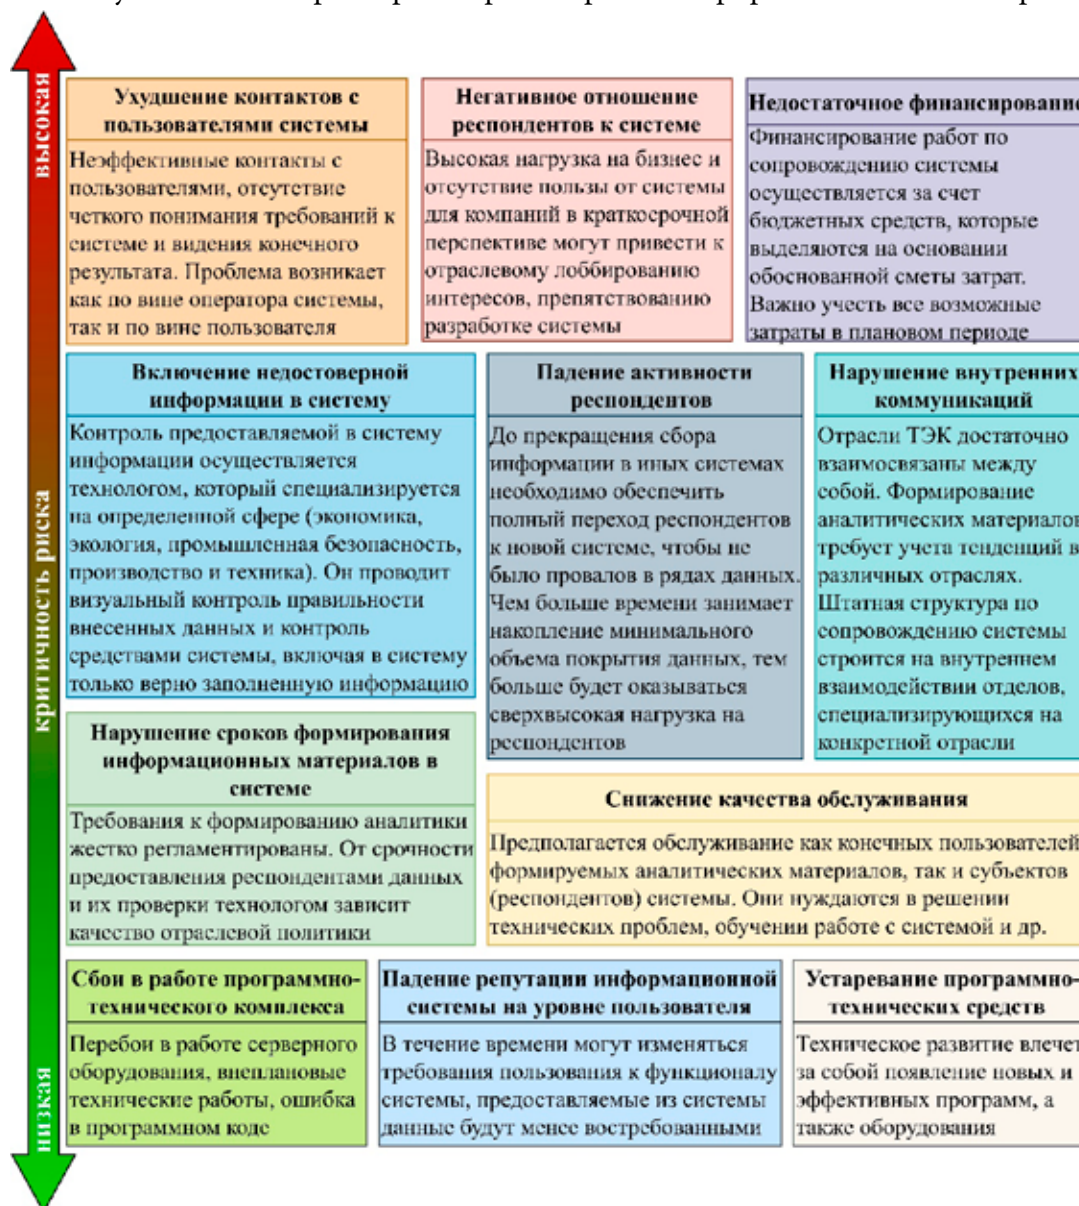 высокая
критичность риска
низкая
Ухудшение контактов с
пользователями системы
Неэффективные контакты с
пользователями, отсутствие
четкого понимания требований к
системе и видения конечного
результата. Проблема возникает
как по вине оператора системы,
так и по вине пользователя
Негативное отношение
респондентов к системе
Высокая нагрузка на бизнес и
отсутствие пользы от системы
для компаний в краткосрочной
перспективе могут привести к
отраслевому лоббированию
интересов, препятствованию
разработке системы
Недостаточное финансирование
Финансирование работ по
сопровождению системы
осуществляется за счет
бюджетных средств, которые
выделяются на основании
обоснованной сметы затрат.
Важно учесть все возможные
затраты в плановом периоде
Включение недостоверной
информации в систему
Контроль предоставляемой в систему
информации осуществляется
технологом, который специализируется
на определенной сфере (экономика,
экология, промышленная безопасность,
производство и техника). Он проводит
визуальный контроль правильности
внесенных данных и контроль
средствами системы, включая в систему
только верно заполненную информацию
Падение активности
респондентов
До прекращения сбора
информации в иных системах
необходимо обеспечить
полный переход респондентов
к новой системе, чтобы не
было провалов в рядах данных.
Чем больше времени занимает
накопление минимального
объема покрытия данных, тем
больше будет оказываться
сверхвысокая нагрузка на
респондентов
Нарушение внутренних
коммуникаций
Отрасли ТЭК достаточно
взаимосвязаны между
собой. Формирование
аналитических материалов
требует учета тенденций в
различных отраслях.
Штатная структура по
сопровождению системы
строится на внутреннем
взаимодействии отделов,
специализирующихся на
конкретной отрасли
Нарушение сроков формирования
информационных материалов в
системе
Требования к формированию аналитики
жестко регламентированы. От срочности
предоставления респондентами данных
и их проверки технологом зависит
качество отраслевой политики
Снижение качества обслуживания
Предполагается обслуживание как конечных пользователей
формируемых аналитических материалов, так и субъектов
(респондентов) системы. Они нуждаются в решении
технических проблем, обучении работе с системой и др.
Сбои в работе программно-
технического комплекса
Перебои в работе серверного
оборудования, внеплановые
технические работы, ошибка
в программном коде
Падение репутации информационной
системы на уровне пользователя
В течение времени могут изменяться
требования пользования к функционалу
системы, предоставляемые из системы
данные будут менее востребованными
Устаревание программно-
технических средств
Техническое развитие влечет
за собой появление новых и
эффективных программ, а
также оборудования